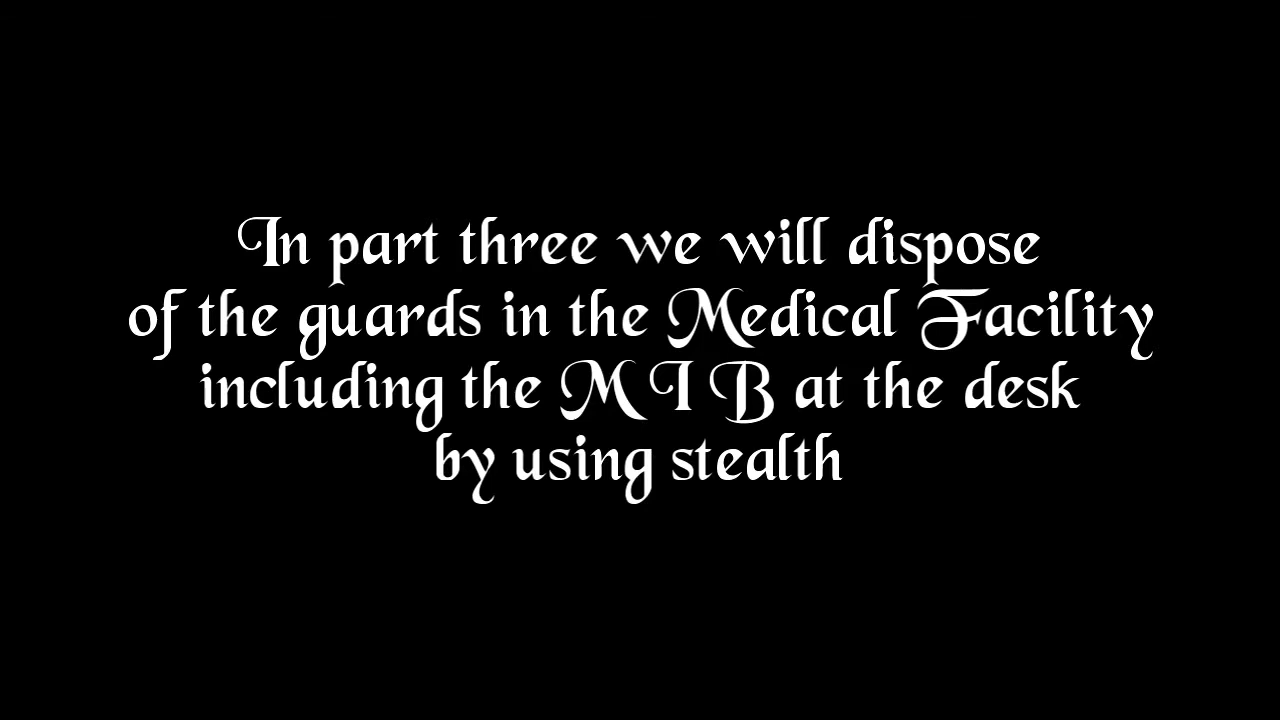 In part three we will dispose
of the guards in the Medical Facility
including the M I B at the desk
by using stealth